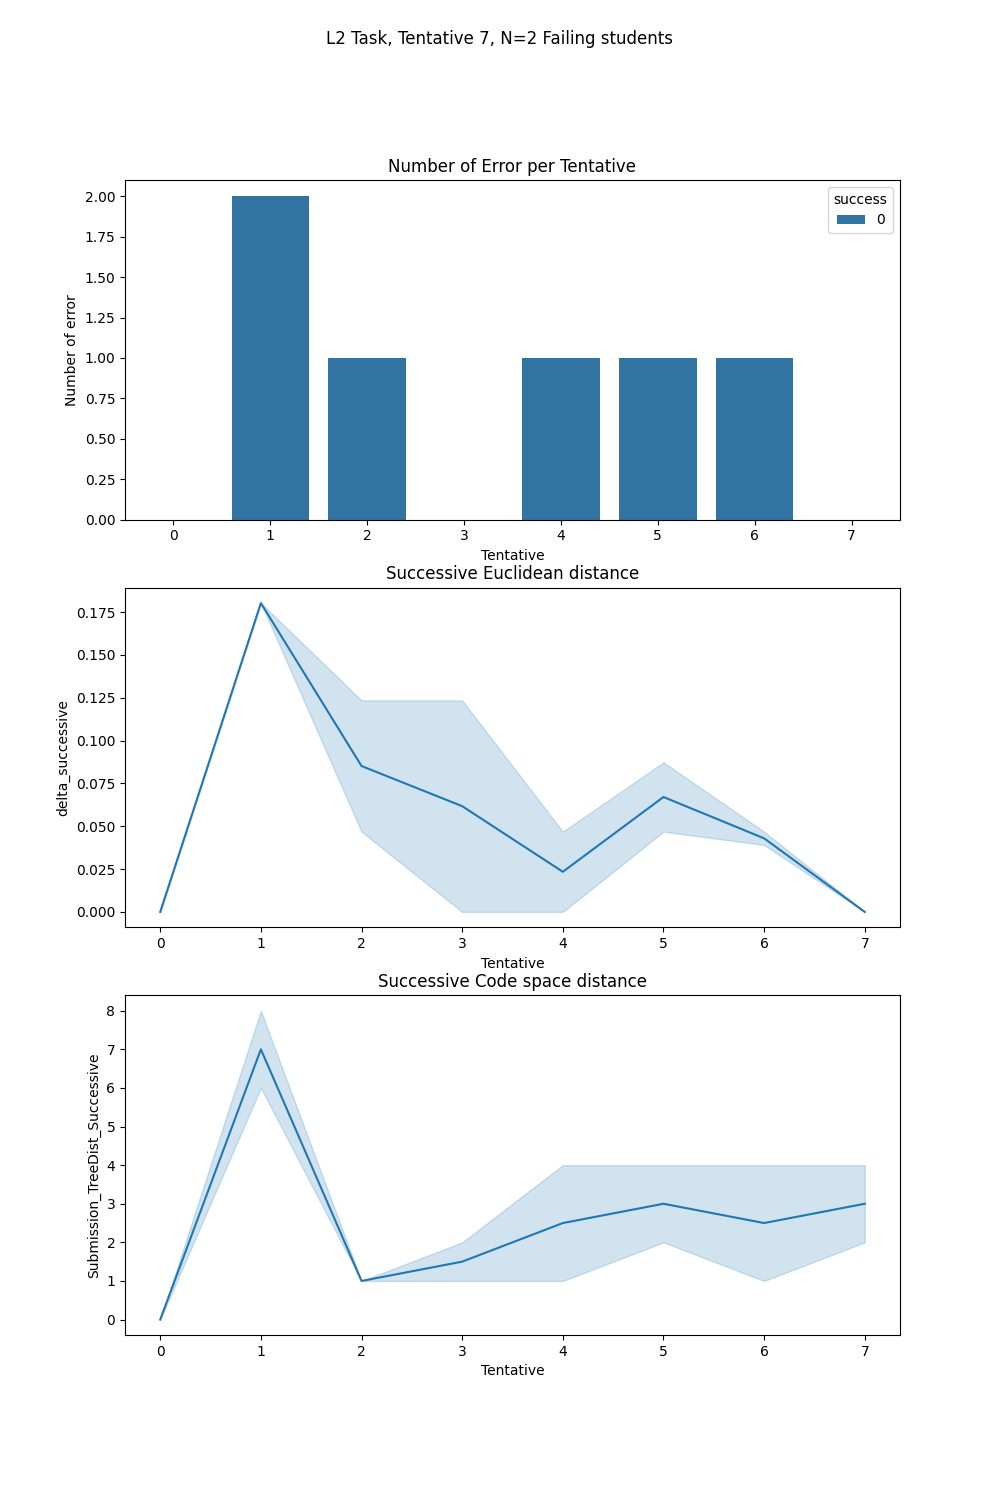 L2 Task, Tentative 7, N=2 Failing students
Number of Error per Tentative
success
0
2.00
1.75
1.50
1.25
1.00
0.75
0.50
0.25
0.00
Number of error
0 1 2 3 4 5 6 7
Tentative
Successive Euclidean distance
0.175
0.150
0.125
0.100
0.075
0.050
0.025
0.000
delta_successive
0 1 2 3 4 5 6 7
Tentative
Successive Code space distance
8
7
6
5
4
3
2
1
0
Submission_TreeDist_Successive
0 1 2 3 4 5 6 7
Tentative